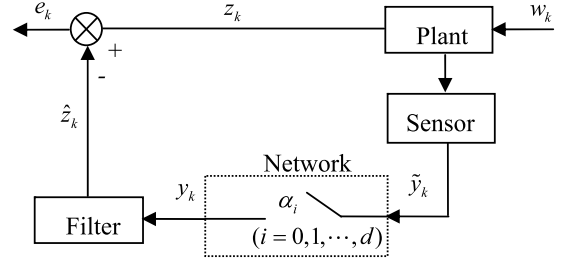 e_k
z_k
Plant
w_k
+
-
ẑ_k
Sensor
Network
y_k
α_i
ỹ_k
Filter
(i = 0,1,⋯,d)